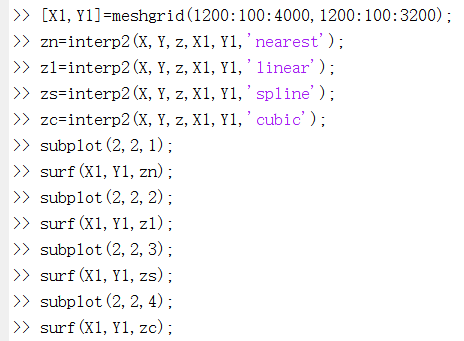 >> [X1,Y1]=meshgrid(1200:100:4000,1200:100:3200);
>> zn=interp2(X,Y,z,X1,Y1,'nearest');
>> zl=interp2(X,Y,z,X1,Y1,'linear');
>> zs=interp2(X,Y,z,X1,Y1,'spline');
>> zc=interp2(X,Y,z,X1,Y1,'cubic');
>> subplot(2,2,1);
>> surf(X1,Y1,zn);
>> subplot(2,2,2);
>> surf(X1,Y1,zl);
>> subplot(2,2,3);
>> surf(X1,Y1,zs);
>> subplot(2,2,4);
>> surf(X1,Y1,zc);